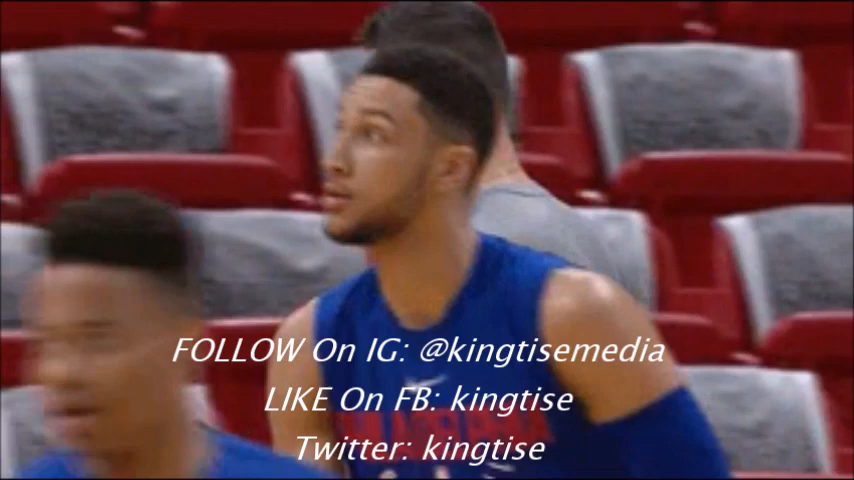 FOLLOW On IG: @kingtisemedia
LIKE On FB: kingtise
Twitter: kingtise